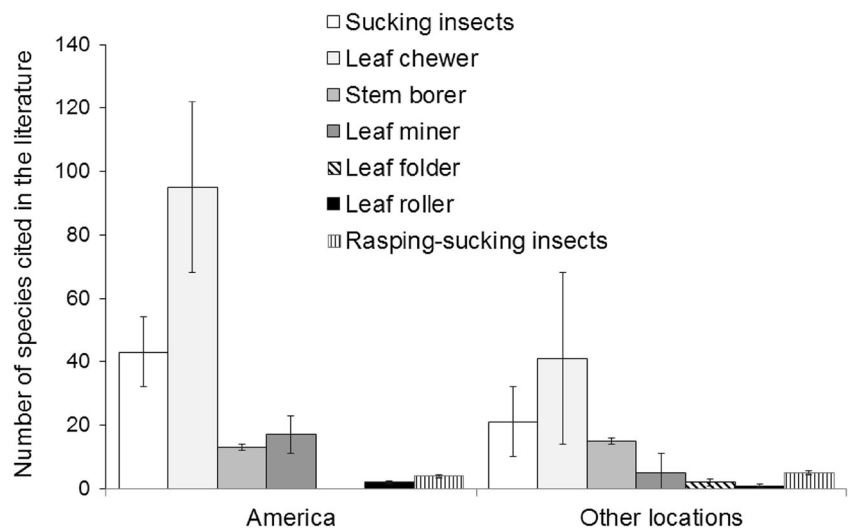 Sucking insects
Leaf chewer
Stem borer
Leaf miner
Leaf folder
Leaf roller
Rasping-sucking insects
Number of species cited in the literature
140
120
100
80
60
40
20
0
America
Other locations